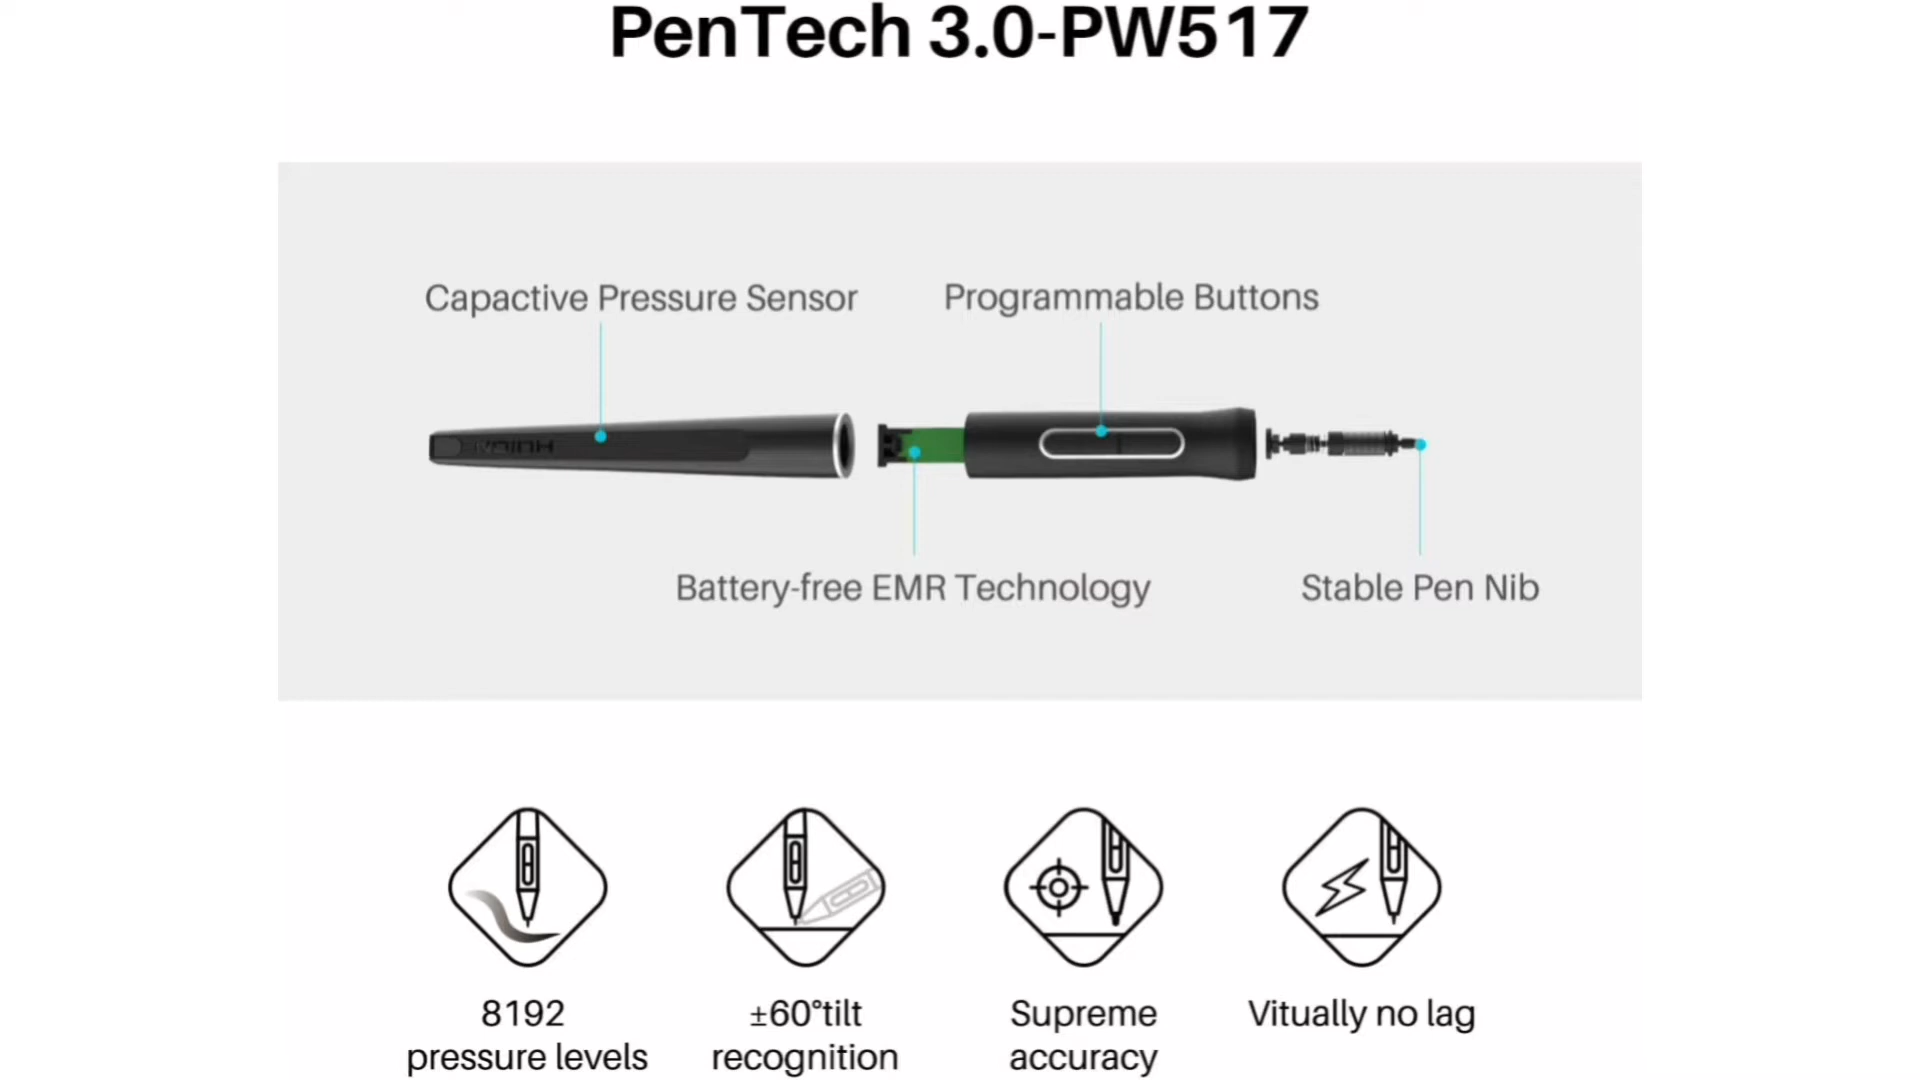 PenTech 3.0-PW517
Capactive Pressure Sensor
Programmable Buttons
HUION
Battery-free EMR Technology
Stable Pen Nib
8192
pressure levels
±60°tilt
recognition
Supreme
accuracy
Vitually no lag